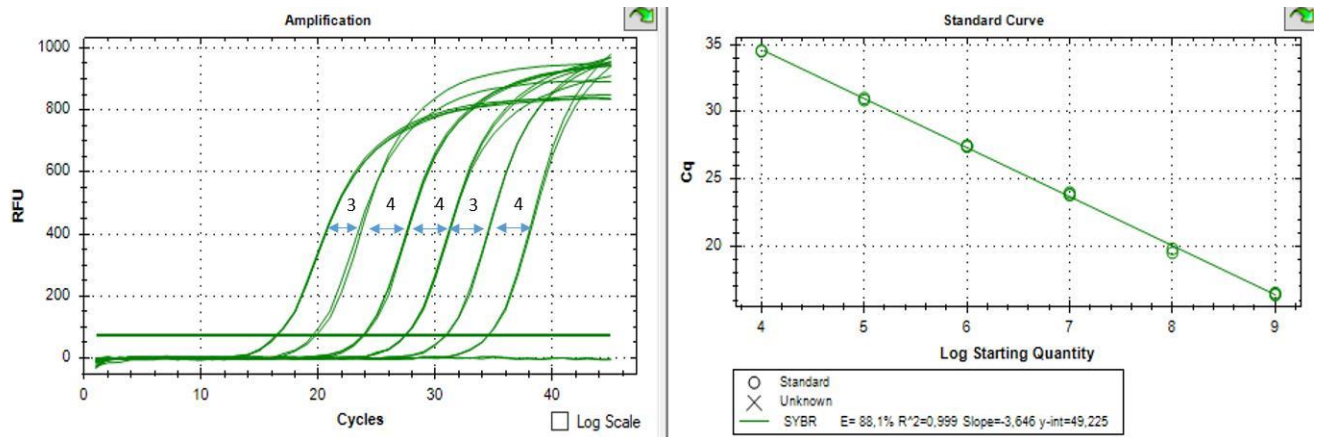 Amplification
1000
800
600
400
200
0
RFU
3 4 4 3 4
0 10 20 30 40
Cycles
Log Scale
Standard Curve
35
30
25
20
Cq
4 5 6 7 8 9
Log Starting Quantity
Standard
Unknown
SYBR E= 88,1% R^2=0,999 Slope=-3,646 y-int=49,225